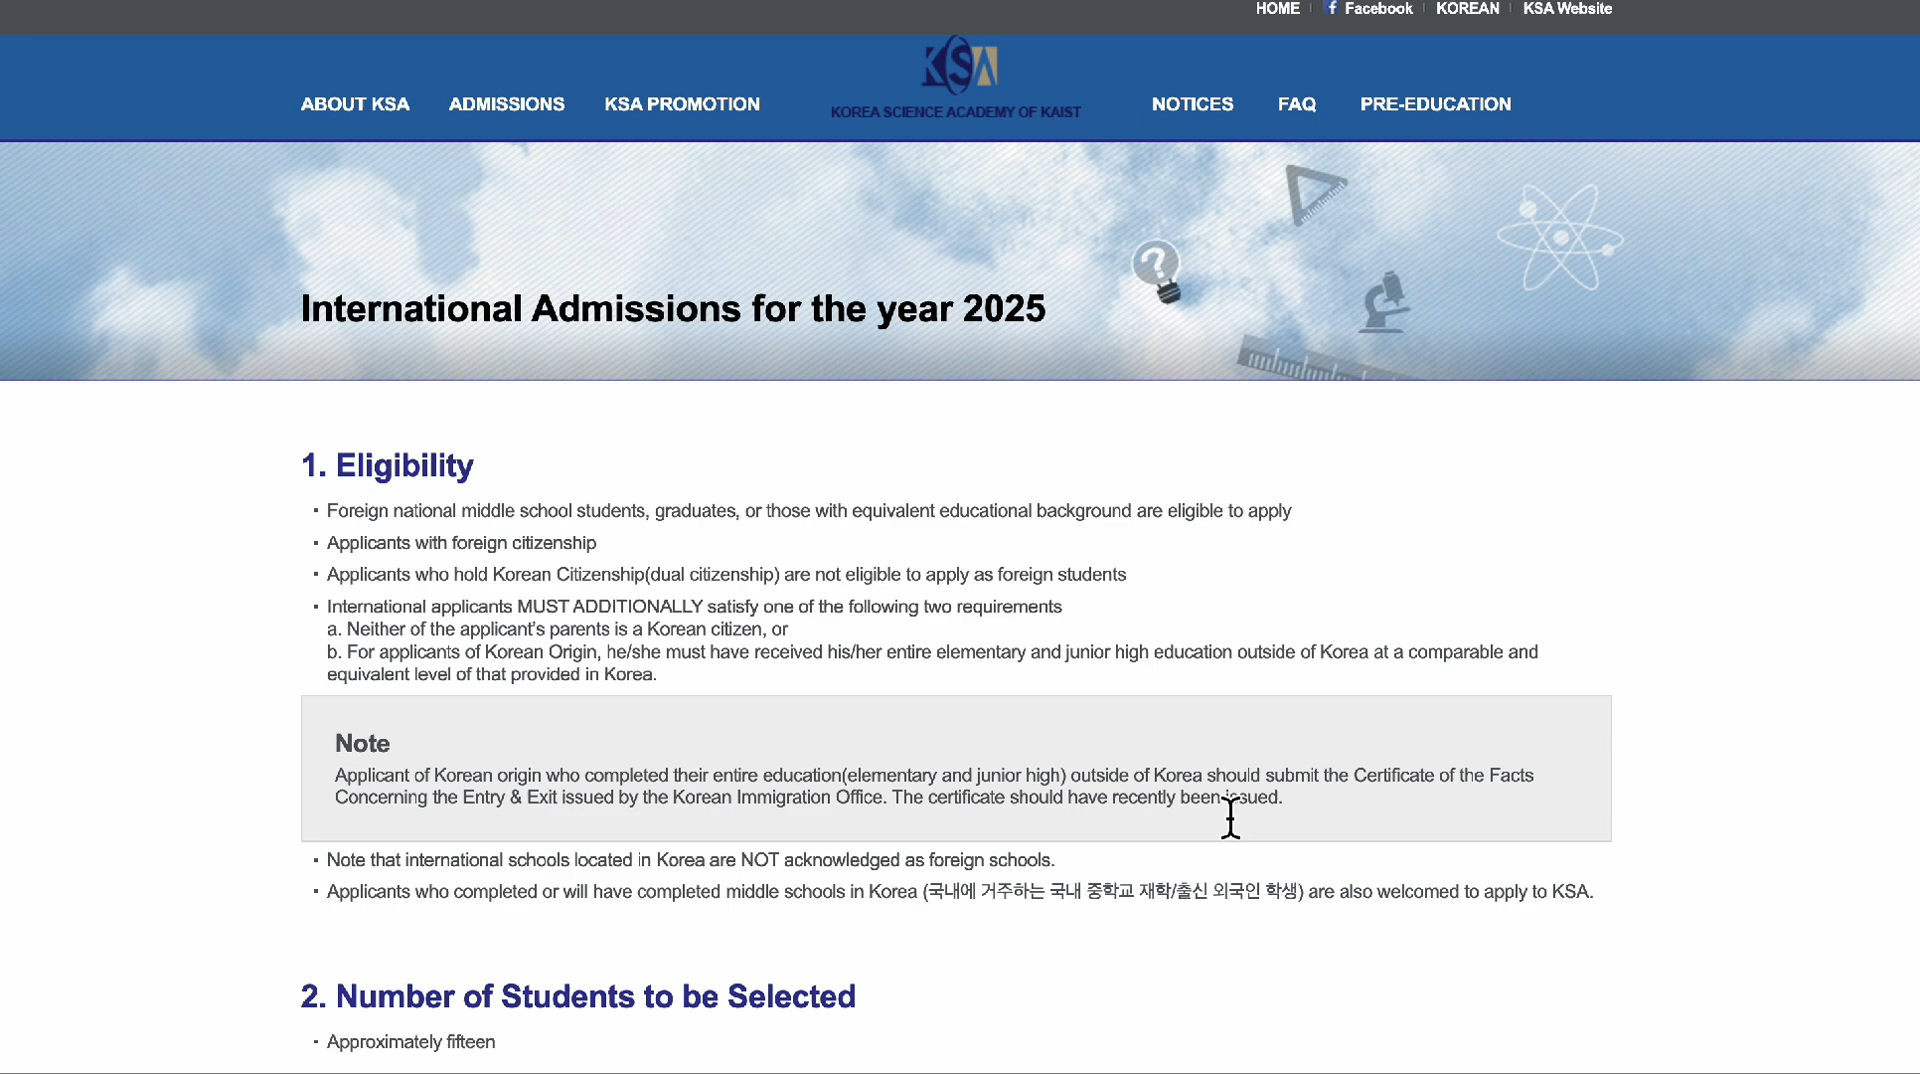 HOME Facebook KOREAN KSA Website
KSA
ABOUT KSA ADMISSIONS KSA PROMOTION KOREA SCIENCE ACADEMY OF KAIST NOTICES FAQ PRE-EDUCATION
International Admissions for the year 2025
1. Eligibility
Foreign national middle school students, graduates, or those with equivalent educational background are eligible to apply
Applicants with foreign citizenship
Applicants who hold Korean Citizenship(dual citizenship) are not eligible to apply as foreign students
International applicants MUST ADDITIONALLY satisfy one of the following two requirements
a. Neither of the applicant's parents is a Korean citizen, or
b. For applicants of Korean Origin, he/she must have received his/her entire elementary and junior high education outside of Korea at a comparable and
equivalent level of that provided in Korea.
Note
Applicant of Korean origin who completed their entire education(elementary and junior high) outside of Korea should submit the Certificate of the Facts
Concerning the Entry & Exit issued by the Korean Immigration Office. The certificate should have recently been issued.
Note that international schools located in Korea are NOT acknowledged as foreign schools.
Applicants who completed or will have completed middle schools in Korea (국내에 거주하는 국내 중학교 재학/출신 외국인 학생) are also welcomed to apply to KSA.
2. Number of Students to be Selected
Approximately fifteen